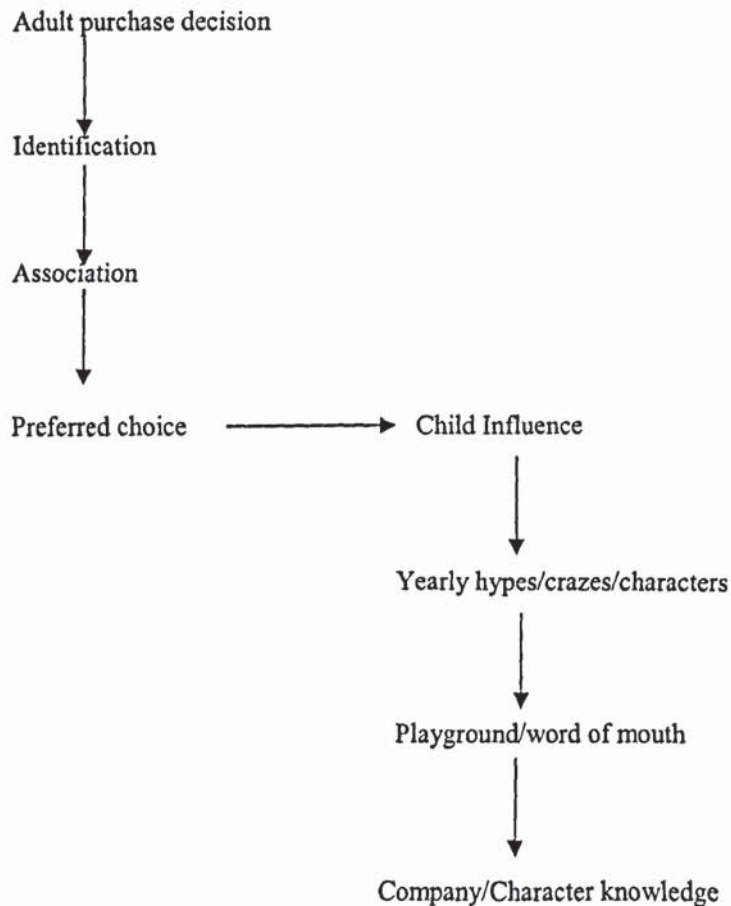 Adult purchase decision
Identification
Association
Preferred choice
Child Influence
Yearly hypes/crazes/characters
Playground/word of mouth
Company/Character knowledge